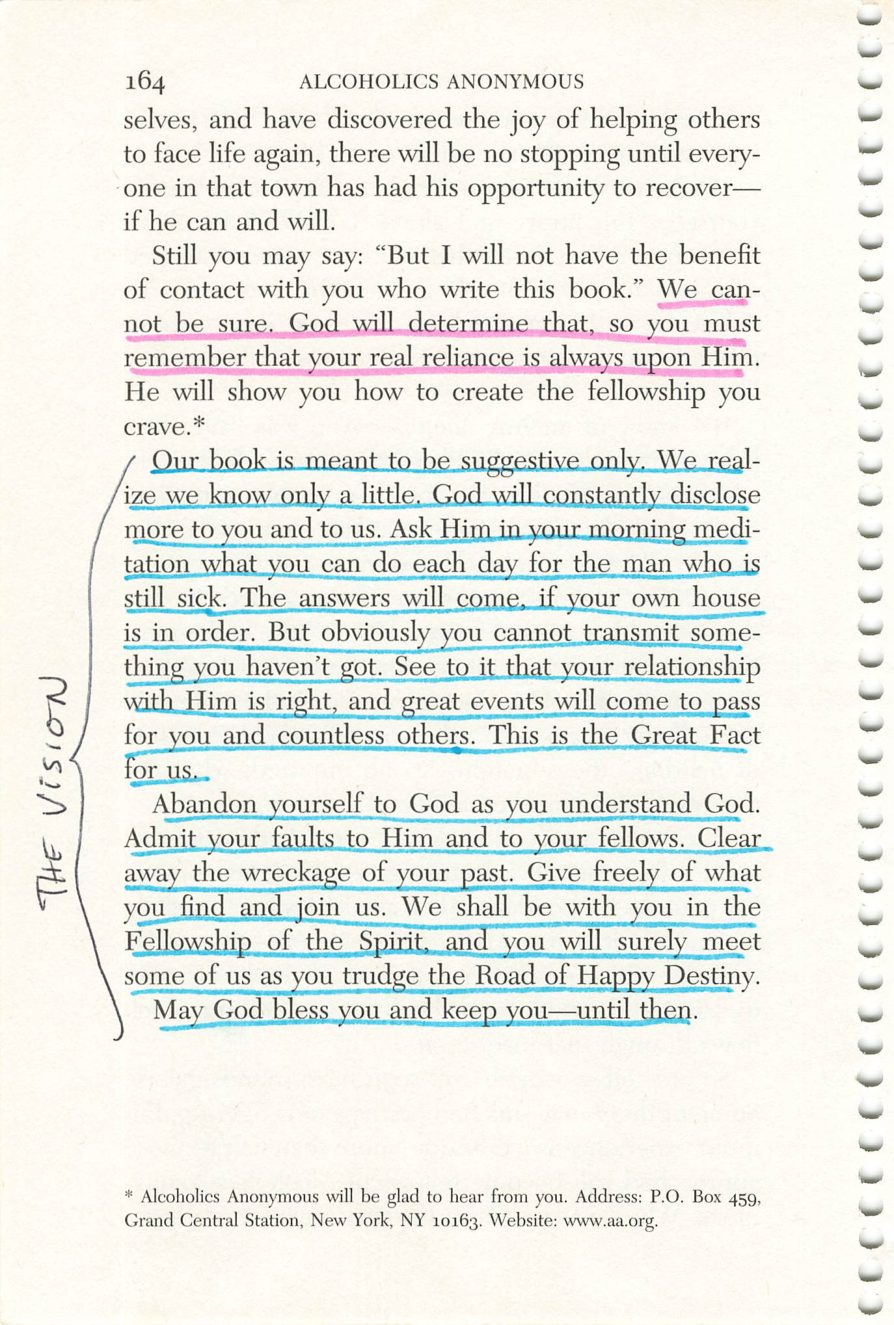 164 ALCOHOLICS ANONYMOUS
selves, and have discovered the joy of helping others
to face life again, there will be no stopping until every-
one in that town has had his opportunity to recover—
if he can and will.
Still you may say: “But I will not have the benefit
of contact with you who write this book.” We can-
not be sure. God will determine that, so you must
remember that your real reliance is always upon Him.
He will show you how to create the fellowship you
crave.*
Our book is meant to be suggestive only. We real-
ize we know only a little. God will constantly disclose
more to you and to us. Ask Him in your morning medi-
tation what you can do each day for the man who is
still sick. The answers will come, if your own house
is in order. But obviously you cannot transmit some-
thing you haven’t got. See to it that your relationship
with Him is right, and great events will come to pass
for you and countless others. This is the Great Fact
for us.
Abandon yourself to God as you understand God.
Admit your faults to Him and to your fellows. Clear
away the wreckage of your past. Give freely of what
you find and join us. We shall be with you in the
Fellowship of the Spirit, and you will surely meet
some of us as you trudge the Road of Happy Destiny.
May God bless you and keep you—until then.
THE VISION
* Alcoholics Anonymous will be glad to hear from you. Address: P.O. Box 459,
Grand Central Station, New York, NY 10163. Website: www.aa.org.